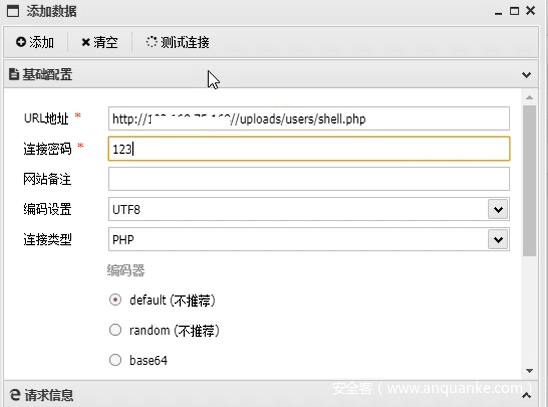 添加数据
添加 清空 测试连接
基础配置
URL地址 * //uploads/users/shell.php
连接密码 * 123
网站备注
编码设置 UTF8
连接类型 PHP
编码器
default (不推荐)
random (不推荐)
base64
请求信息
安全客 ( www.anquanke.com )